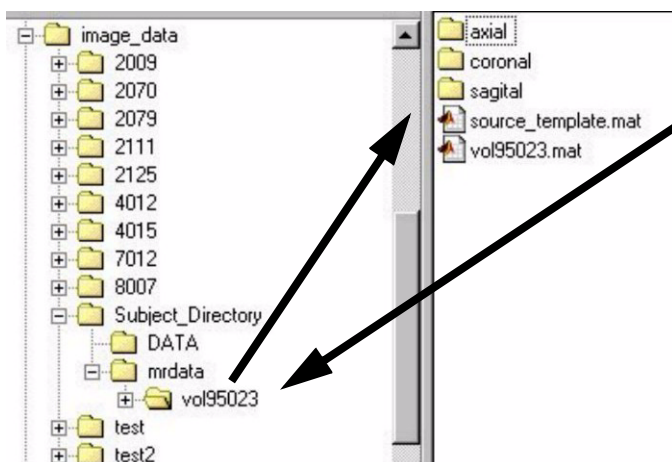 image_data
2009
2070
2079
2111
2125
4012
4015
7012
8007
Subject_Directory
DATA
mrdata
vol95023
test
test2
axial
coronal
sagital
source_template.mat
vol95023.mat